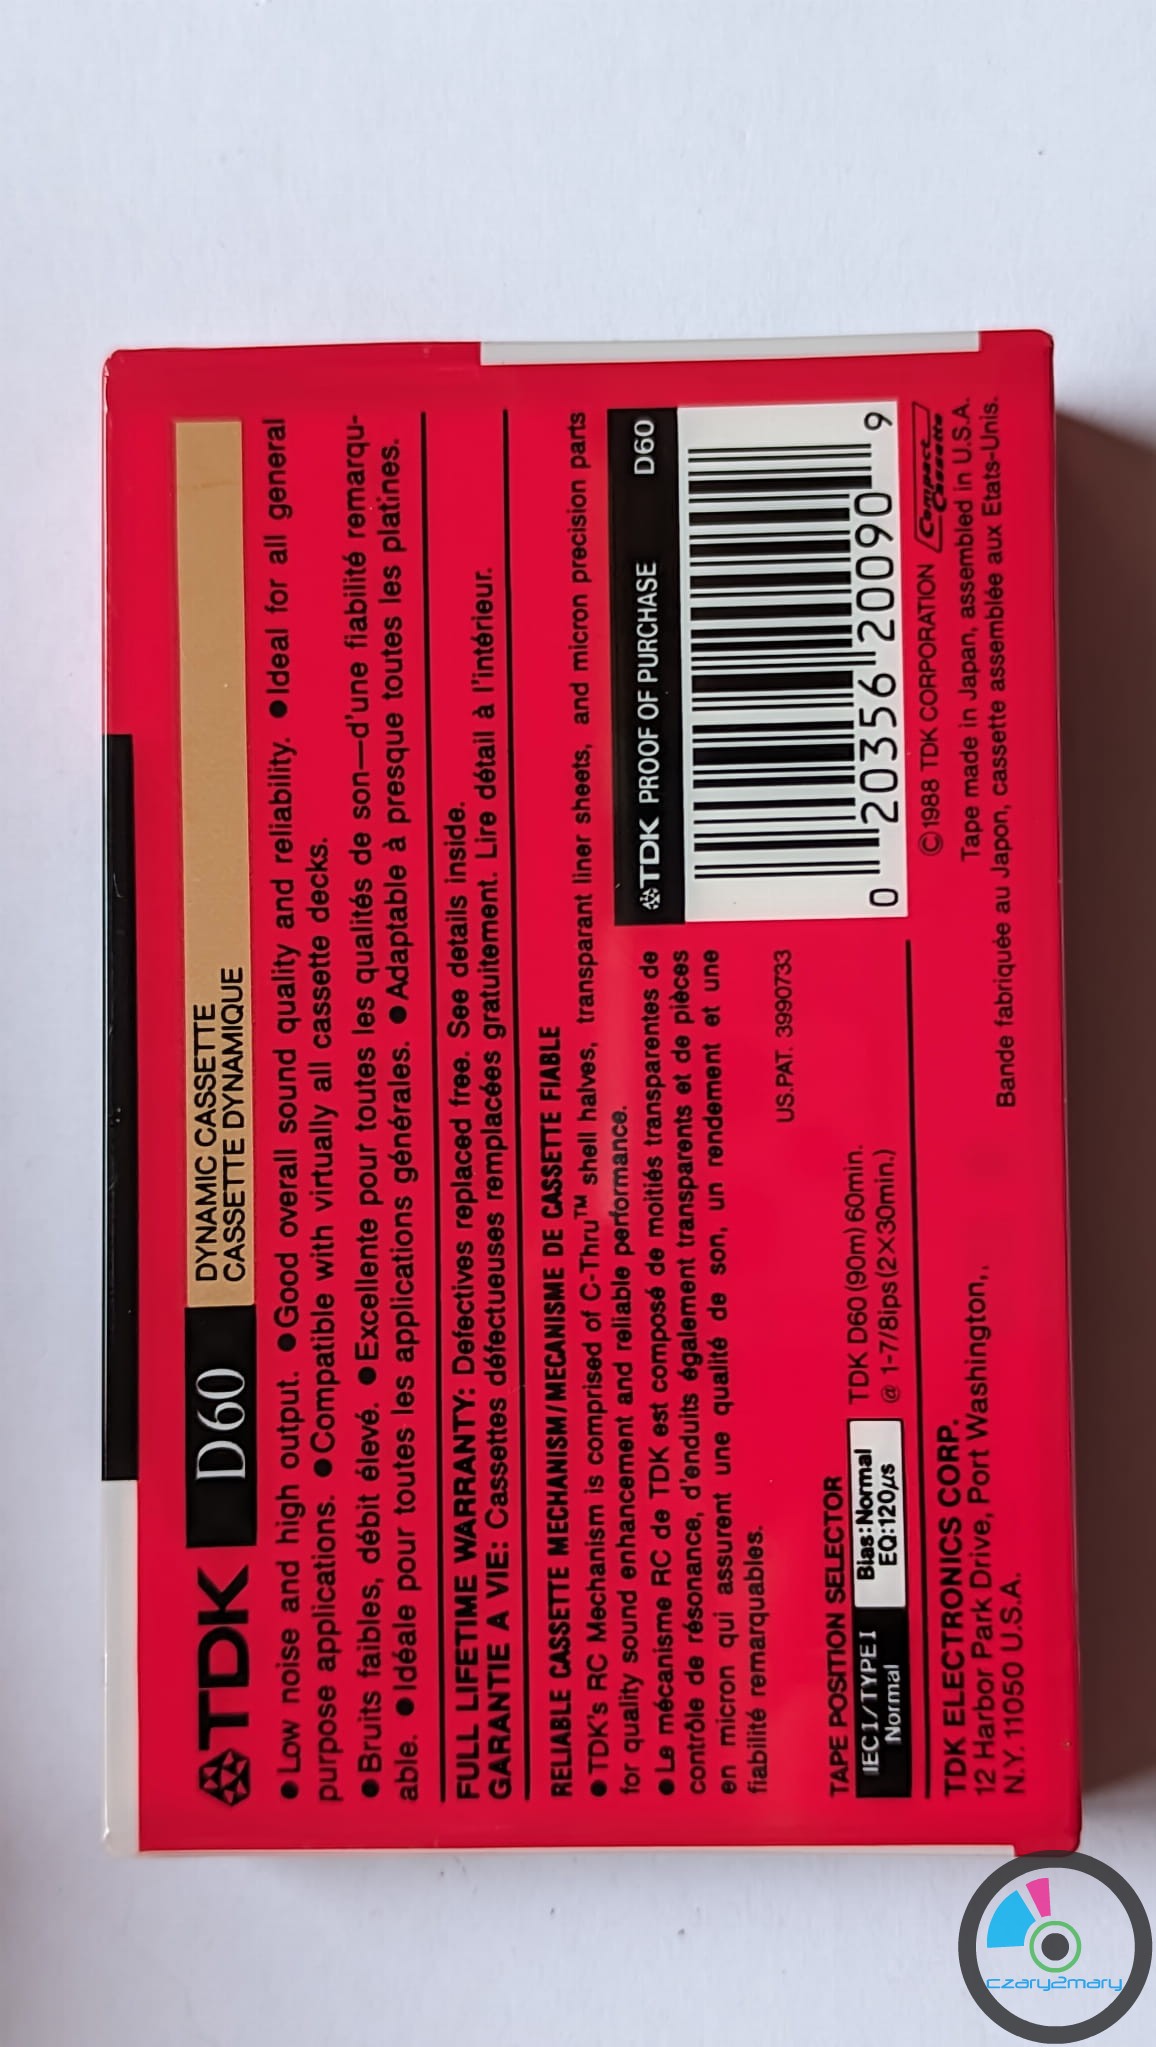 TDK D60 DYNAMIC CASSETTE
CASSETTE DYNAMIQUE
●Low noise and high output. ●Good overall sound quality and reliability. ●Ideal for all general
purpose applications. ●Compatible with virtually all cassette decks.
●Bruits faibles, débit élevé. ●Excellente pour toutes les qualités de son—d'une fiabilité remarqu-
able. ●Idéale pour toutes les applications générales. ●Adaptable à presque toutes les platines.
FULL LIFETIME WARRANTY: Defectives replaced free. See details inside.
GARANTIE A VIE: Cassettes défectueuses remplacées gratuitement. Lire détail à l'intérieur.
RELIABLE CASSETTE MECHANISM/MECANISME DE CASSETTE FIABLE
●TDK's RC Mechanism is comprised of C-Thru™ shell halves, transparant liner sheets, and micron precision parts
for quality sound enhancement and reliable performance.
●Le mécanisme RC de TDK est composé de moitiés transparentes de
contrôle de résonance, d'enduits également transparents et de pièces
en micron qui assurent une qualité de son, un rendement et une
fiabilité remarquables.
US.PAT. 3990733
TDK PROOF OF PURCHASE D60
0 20356 20090 9
TAPE POSITION SELECTOR
IEC I/TYPE I
Normal
Bias:Normal
EQ:120μs
TDK D60 (90m) 60min.
@ 1-7/8ips (2×30min.)
TDK ELECTRONICS CORP.
12 Harbor Park Drive, Port Washington,.
N.Y. 11050 U.S.A.
©1988 TDK CORPORATION Compact Cassette
Tape made in Japan, assembled in U.S.A.
Bande fabriquée au Japon, cassette assemblée aux Etats-Unis.
czary2mary